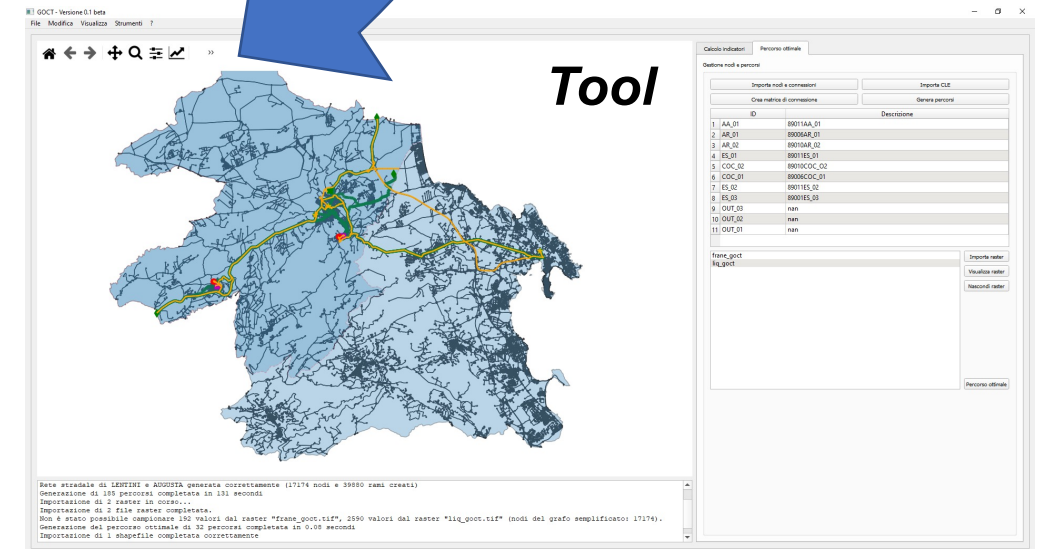 GOCT - Versione 0.1 beta
File Modifica Visualizza Strumenti ?
Tool
Calcolo indicatori Percorso ottimale
Gestione nodi e percorsi
Importa nodi e connessioni Importa CLE
Crea matrice di connessione Genera percorsi
ID Descrizione
1 AA_01 89011AA_01
2 AR_01 89006AR_01
3 AR_02 89010AR_02
4 ES_01 89011ES_01
5 COC_02 89010COC_O2
6 COC_01 89006COC_01
7 ES_02 89011ES_02
8 ES_03 89001ES_03
9 OUT_03 nan
10 OUT_02 nan
11 OUT_01 nan
frane_goct
liq_goct
Importa raster
Visualizza raster
Nascondi raster
Percorso ottimale
Rete stradale di LENTINI e AUGUSTA generata correttamente (17174 nodi e 39880 rami creati)
Generazione di 185 percorsi completata in 131 secondi
Importazione di 2 raster in corso...
Importazione di 2 file raster completata.
Non è stato possibile campionare 192 valori dal raster "frane_goct.tif", 2590 valori dal raster "liq_goct.tif" (nodi del grafo semplificato: 17174).
Generazione del percorso ottimale di 32 percorsi completata in 0.08 secondi
Importazione di 1 shapefile completata correttamente